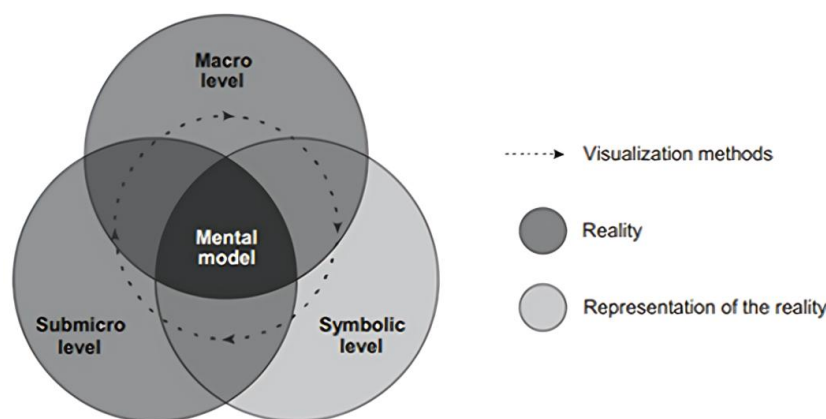 Macro
level
Mental
model
Submicro
level
Symbolic
level
Visualization methods
Reality
Representation of the reality